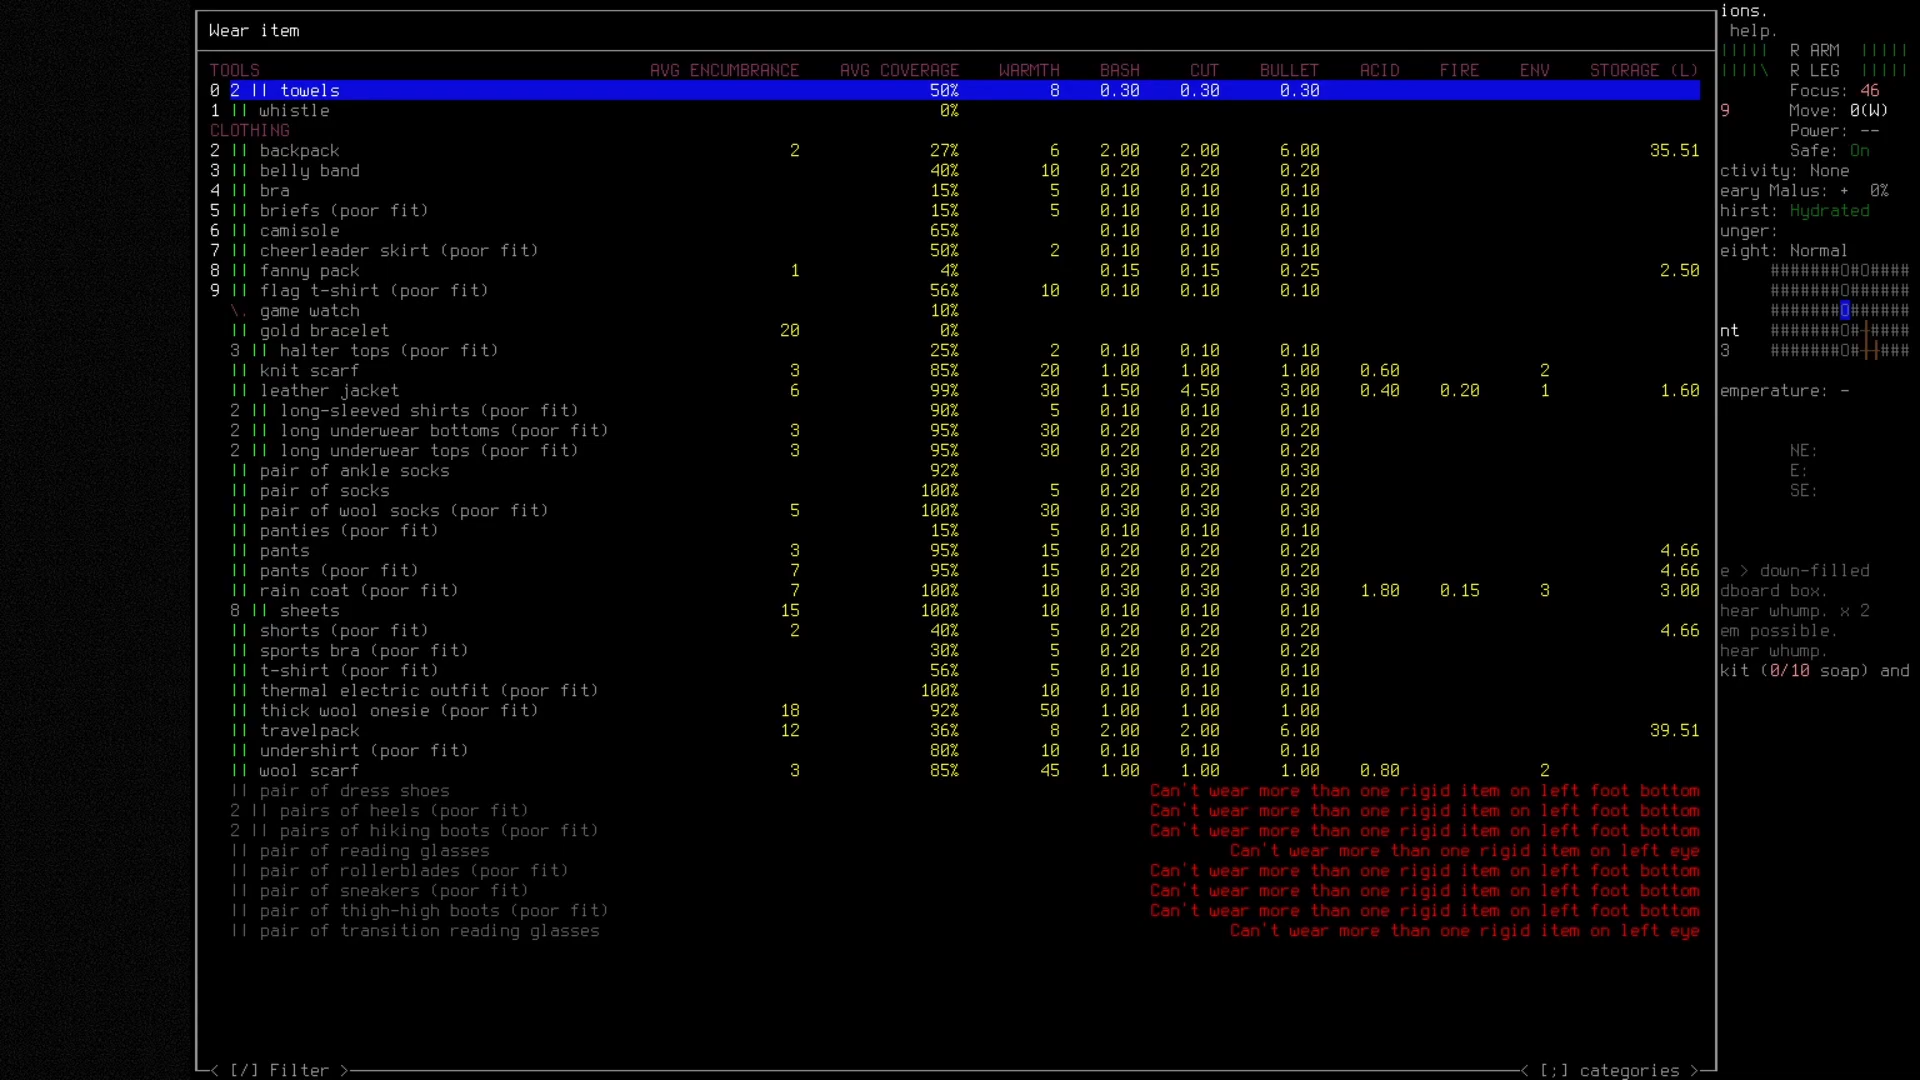 Wear item
TOOLS AVG ENCUMBRANCE AVG COVERAGE WARMTH BASH CUT BULLET ACID FIRE ENV STORAGE (L)
0 2 || towels 50% 8 0.30 0.30 0.30
1 || whistle 0%
CLOTHING
2 || backpack 2 27% 6 2.00 2.00 6.00 35.51
3 || belly band 40% 10 0.20 0.20 0.20
4 || bra 15% 5 0.10 0.10 0.10
5 || briefs (poor fit) 15% 5 0.10 0.10 0.10
6 || camisole 65% 0.10 0.10 0.10
7 || cheerleader skirt (poor fit) 50% 2 0.10 0.10 0.10
8 || fanny pack 1 4% 0.15 0.15 0.25 2.50
9 || flag t-shirt (poor fit) 56% 10 0.10 0.10 0.10
\. game watch 10%
|| gold bracelet 20 0%
3 || halter tops (poor fit) 25% 2 0.10 0.10 0.10
|| knit scarf 3 85% 20 1.00 1.00 1.00 0.60 2
|| leather jacket 6 99% 30 1.50 4.50 3.00 0.40 0.20 1 1.60
2 || long-sleeved shirts (poor fit) 90% 5 0.10 0.10 0.10
2 || long underwear bottoms (poor fit) 3 95% 30 0.20 0.20 0.20
2 || long underwear tops (poor fit) 3 95% 30 0.20 0.20 0.20
|| pair of ankle socks 92% 0.30 0.30 0.30
|| pair of socks 100% 5 0.20 0.20 0.20
|| pair of wool socks (poor fit) 5 100% 30 0.30 0.30 0.30
|| panties (poor fit) 15% 5 0.10 0.10 0.10
|| pants 3 95% 15 0.20 0.20 0.20 4.66
|| pants (poor fit) 7 95% 15 0.20 0.20 0.20 4.66
|| rain coat (poor fit) 7 100% 10 0.30 0.30 0.30 1.80 0.15 3 3.00
8 || sheets 15 100% 10 0.10 0.10 0.10
|| shorts (poor fit) 2 40% 5 0.20 0.20 0.20 4.66
|| sports bra (poor fit) 30% 5 0.20 0.20 0.20
|| t-shirt (poor fit) 56% 5 0.10 0.10 0.10
|| thermal electric outfit (poor fit) 100% 10 0.10 0.10 0.10
|| thick wool onesie (poor fit) 18 92% 50 1.00 1.00 1.00
|| travelpack 12 36% 8 2.00 2.00 6.00 39.51
|| undershirt (poor fit) 80% 10 0.10 0.10 0.10
|| wool scarf 3 85% 45 1.00 1.00 1.00 0.80 2
|| pair of dress shoes Can't wear more than one rigid item on left foot bottom
2 || pairs of heels (poor fit) Can't wear more than one rigid item on left foot bottom
2 || pairs of hiking boots (poor fit) Can't wear more than one rigid item on left foot bottom
|| pair of reading glasses Can't wear more than one rigid item on left eye
|| pair of rollerblades (poor fit) Can't wear more than one rigid item on left foot bottom
|| pair of sneakers (poor fit) Can't wear more than one rigid item on left foot bottom
|| pair of thigh-high boots (poor fit) Can't wear more than one rigid item on left foot bottom
|| pair of transition reading glasses Can't wear more than one rigid item on left eye
< [/] Filter >
< [;] categories >
ions.
help.
||||| R ARM |||||
||||\ R LEG |||||
Focus: 46
9 Move: 0(W)
Power: --
Safe: On
ctivity: None
eary Malus: + 0%
hirst: Hydrated
unger:
eight: Normal
#######O#O####
#######O######
#######O######
nt #######O#┼####
3 #######O#┼┼###
emperature: -
NE:
E:
SE:
e > down-filled
dboard box.
hear whump. x 2
em possible.
hear whump.
kit (0/10 soap) and